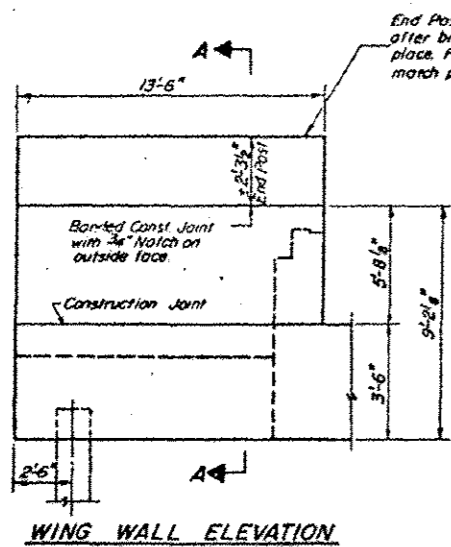 End Pos
after b
place. F
match p
A
13'-6"
2'-3½"
End Post
Bonded Const. Joint
with ¾" Notch on
outside face.
Construction Joint
5'-8⅛"
9'-2⅛"
3'-6"
2'-6"
A
WING WALL ELEVATION